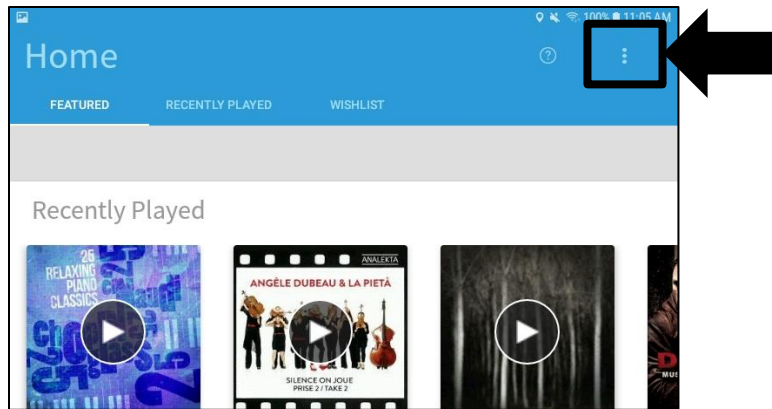 100% 11:05 AM
Home
FEATURED RECENTLY PLAYED WISHLIST
Recently Played
25
RELAXING
PIANO
CLASSICS
ANALEKTA
ANGÈLE DUBEAU & LA PIETÀ
SILENCE ON JOUE
PRISE 2 / TAKE 2